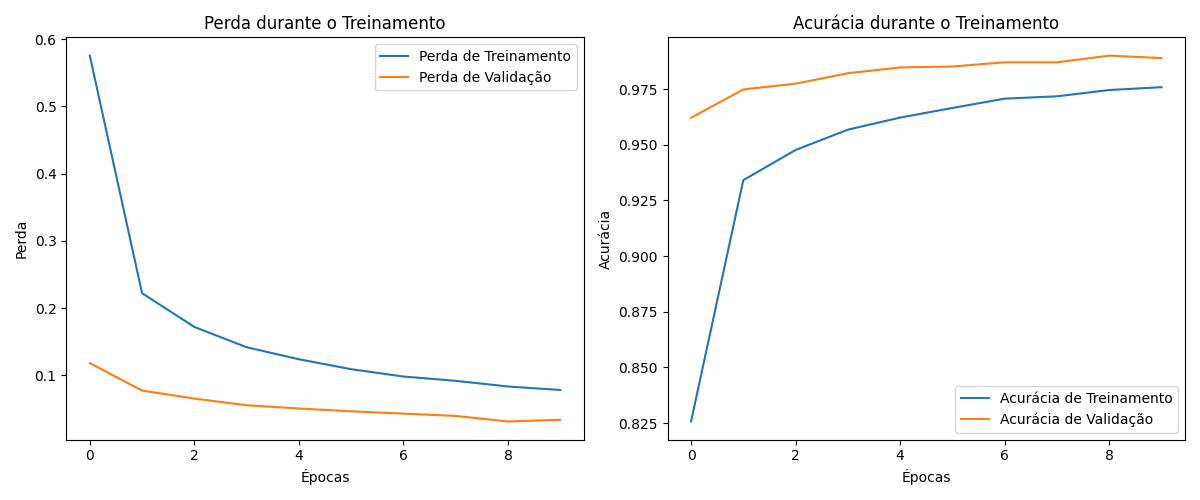 Perda durante o Treinamento
0.6
0.5
0.4
0.3
0.2
0.1
Perda
0 2 4 6 8
Épocas
Perda de Treinamento
Perda de Validação
Acurácia durante o Treinamento
0.975
0.950
0.925
0.900
0.875
0.850
0.825
Acurácia
0 2 4 6 8
Épocas
Acurácia de Treinamento
Acurácia de Validação